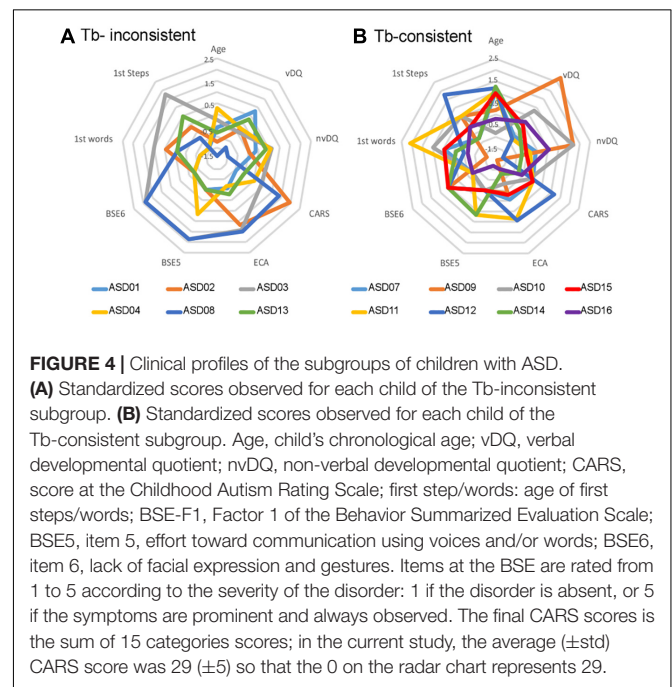 A Tb- inconsistent
B Tb-consistent
Age
2.5
1.5
0.5
0.5
1.5
vDQ
nvDQ
CARS
ECA
BSE5
BSE6
1st words
1st Steps
Age
2.5
1.5
0.5
-0.5
-1.5
vDQ
nvDQ
CARS
ECA
BSE5
BSE6
1st words
1st Steps
ASD01 ASD02 ASD03
ASD04 ASD08 ASD13
ASD07 ASD09 ASD10 ASD15
ASD11 ASD12 ASD14 ASD16
FIGURE 4 | Clinical profiles of the subgroups of children with ASD.
(A) Standardized scores observed for each child of the Tb-inconsistent
subgroup. (B) Standardized scores observed for each child of the
Tb-consistent subgroup. Age, child's chronological age; vDQ, verbal
developmental quotient; nvDQ, non-verbal developmental quotient; CARS,
score at the Childhood Autism Rating Scale; first step/words: age of first
steps/words; BSE-F1, Factor 1 of the Behavior Summarized Evaluation Scale;
BSE5, item 5, effort toward communication using voices and/or words; BSE6,
item 6, lack of facial expression and gestures. Items at the BSE are rated from
1 to 5 according to the severity of the disorder: 1 if the disorder is absent, or 5
if the symptoms are prominent and always observed. The final CARS scores is
the sum of 15 categories scores; in the current study, the average (±std)
CARS score was 29 (±5) so that the 0 on the radar chart represents 29.